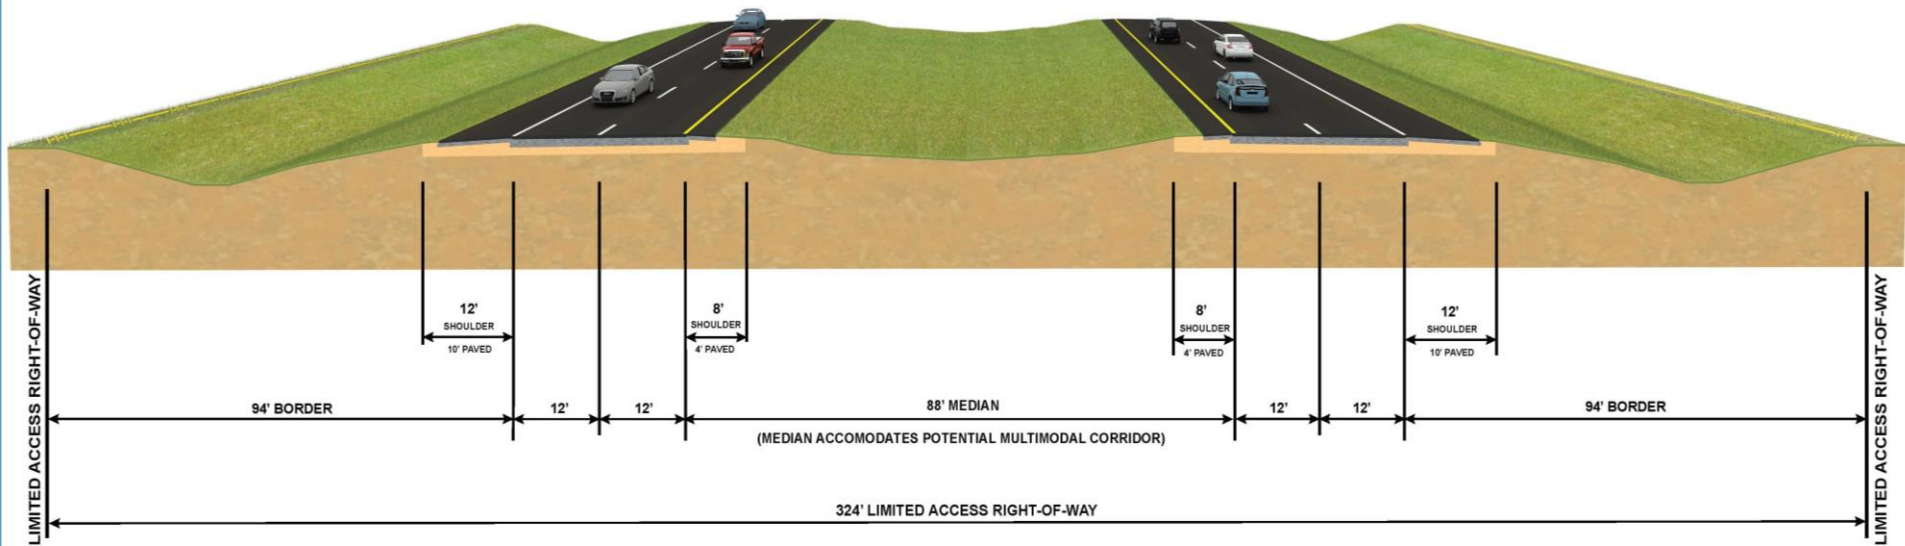 12'
SHOULDER
10' PAVED
8'
SHOULDER
4' PAVED
8'
SHOULDER
4' PAVED
12'
SHOULDER
10' PAVED
94' BORDER
12'
12'
88' MEDIAN
12'
12'
94' BORDER
(MEDIAN ACCOMODATES POTENTIAL MULTIMODAL CORRIDOR)
324' LIMITED ACCESS RIGHT-OF-WAY
LIMITED ACCESS RIGHT-OF-WAY
LIMITED ACCESS RIGHT-OF-WAY